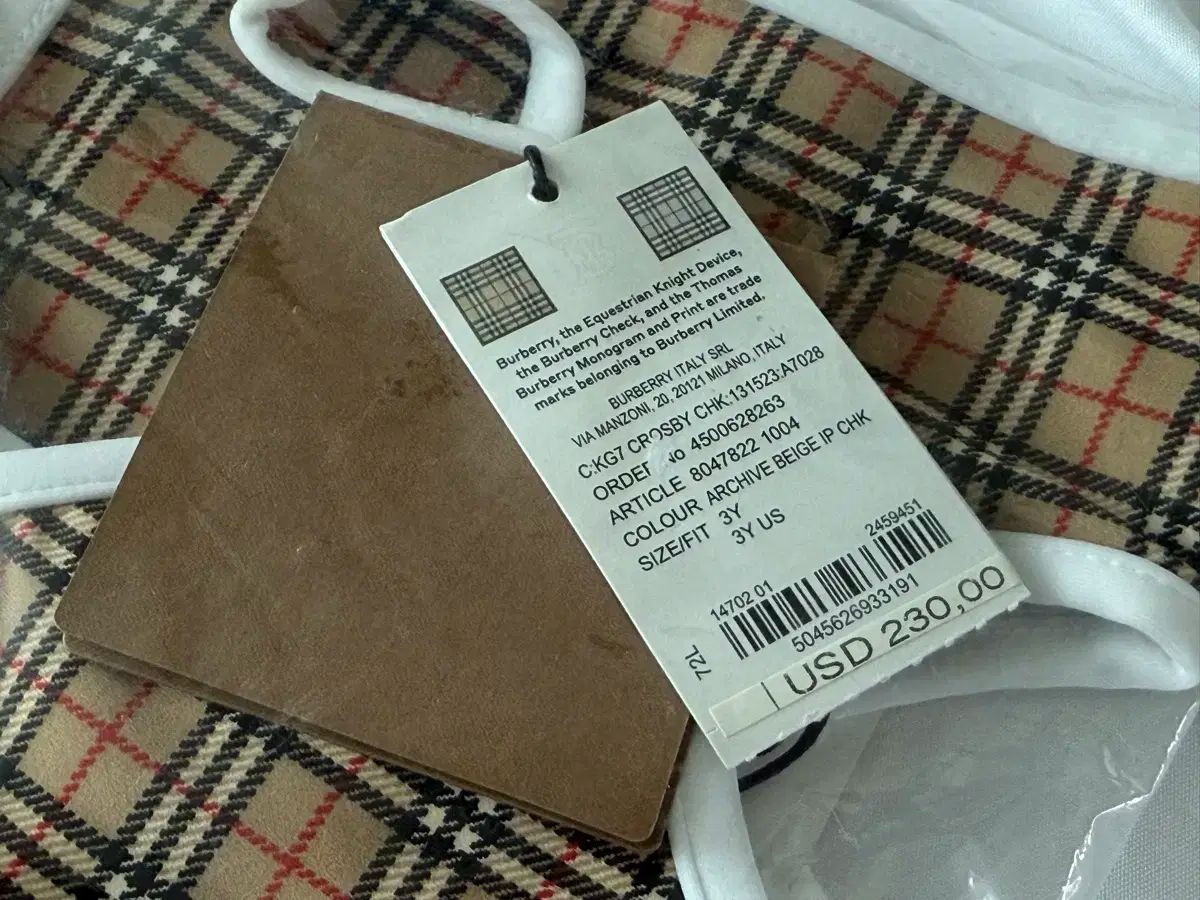 Burberry, the Equestrian Knight Device,
the Burberry Check, and the Thomas
Burberry Monogram and Print are trade
marks belonging to Burberry Limited.
BURBERRY ITALY SRL
VIA MANZONI, 20, 20121 MILANO, ITALY
C:KG7 CROSBY CHK:131523:A7028
ORDER No 4500628263
ARTICLE 8047822 1004
COLOUR ARCHIVE BEIGE IP CHK
SIZE/FIT 3Y
3Y US
14702 01 2459451
5045626933191
72L
USD 230,00